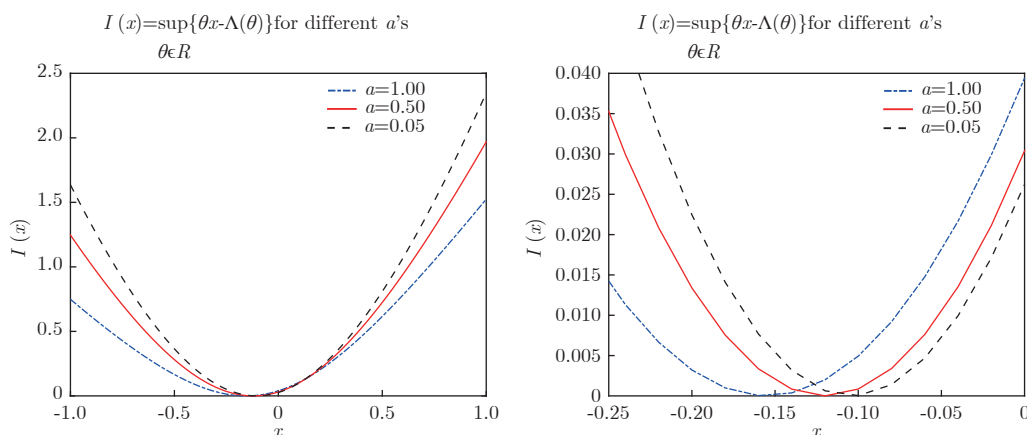 I (x)=sup{θx-Λ(θ)}for different a's
θϵR
2.5
2.0
1.5
1.0
0.5
0
I (x)
-1.0 -0.5 0 0.5 1.0
x
a=1.00
a=0.50
a=0.05
I (x)=sup{θx-Λ(θ)}for different a's
θϵR
0.040
0.035
0.030
0.025
0.020
0.015
0.010
0.005
0
I (x)
-0.25 -0.20 -0.15 -0.10 -0.05 0
x
a=1.00
a=0.50
a=0.05